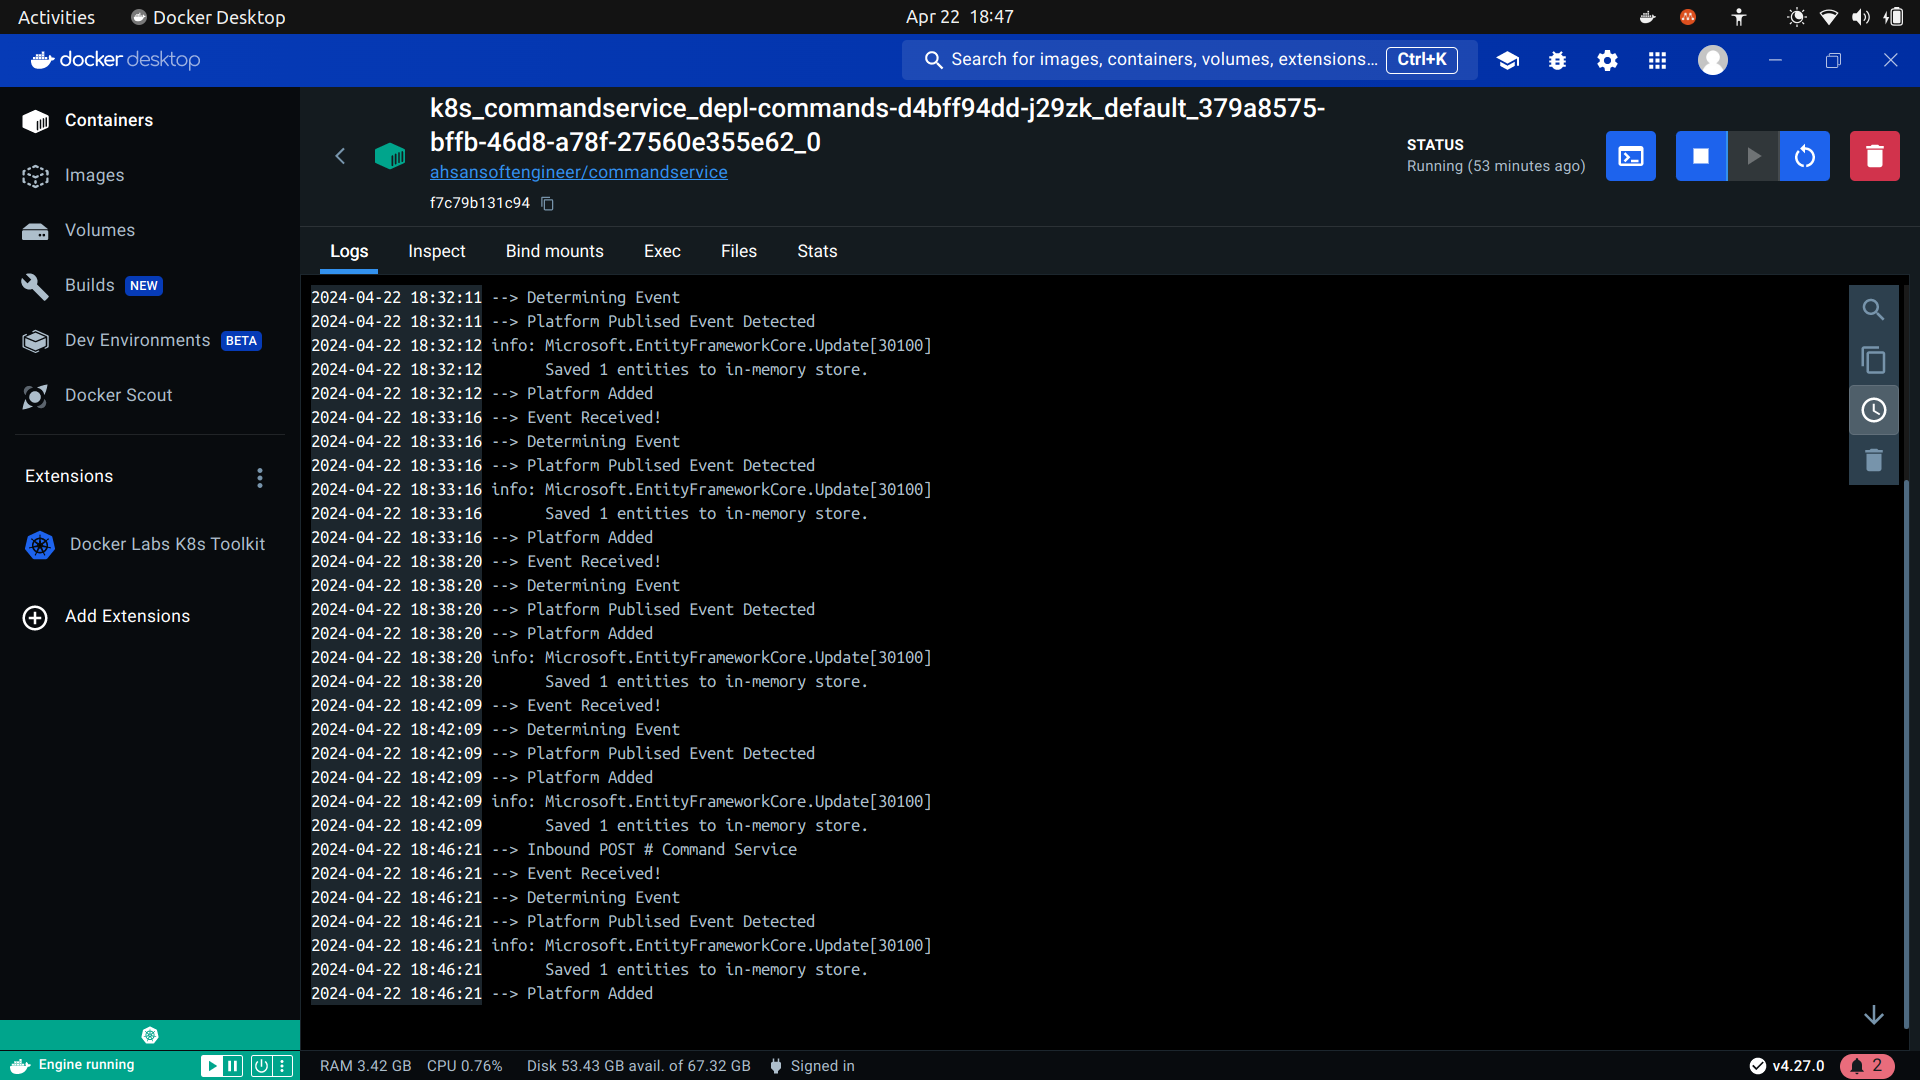 Activities
Docker Desktop
Apr 22 18:47
docker desktop
Search for images, containers, volumes, extensions...
Ctrl+K
Containers
Images
Volumes
Builds NEW
Dev Environments BETA
Docker Scout
Extensions
Docker Labs K8s Toolkit
Add Extensions
k8s_commandservice_depl-commands-d4bff94dd-j29zk_default_379a8575-
bffb-46d8-a78f-27560e355e62_0
ahsansoftengineer/commandservice
f7c79b131c94
STATUS
Running (53 minutes ago)
Logs Inspect Bind mounts Exec Files Stats
2024-04-22 18:32:11 --> Determining Event
2024-04-22 18:32:11 --> Platform Publised Event Detected
2024-04-22 18:32:12 info: Microsoft.EntityFrameworkCore.Update[30100]
2024-04-22 18:32:12 Saved 1 entities to in-memory store.
2024-04-22 18:32:12 --> Platform Added
2024-04-22 18:33:16 --> Event Received!
2024-04-22 18:33:16 --> Determining Event
2024-04-22 18:33:16 --> Platform Publised Event Detected
2024-04-22 18:33:16 info: Microsoft.EntityFrameworkCore.Update[30100]
2024-04-22 18:33:16 Saved 1 entities to in-memory store.
2024-04-22 18:33:16 --> Platform Added
2024-04-22 18:38:20 --> Event Received!
2024-04-22 18:38:20 --> Determining Event
2024-04-22 18:38:20 --> Platform Publised Event Detected
2024-04-22 18:38:20 --> Platform Added
2024-04-22 18:38:20 info: Microsoft.EntityFrameworkCore.Update[30100]
2024-04-22 18:38:20 Saved 1 entities to in-memory store.
2024-04-22 18:42:09 --> Event Received!
2024-04-22 18:42:09 --> Determining Event
2024-04-22 18:42:09 --> Platform Publised Event Detected
2024-04-22 18:42:09 --> Platform Added
2024-04-22 18:42:09 info: Microsoft.EntityFrameworkCore.Update[30100]
2024-04-22 18:42:09 Saved 1 entities to in-memory store.
2024-04-22 18:46:21 --> Inbound POST # Command Service
2024-04-22 18:46:21 --> Event Received!
2024-04-22 18:46:21 --> Determining Event
2024-04-22 18:46:21 --> Platform Publised Event Detected
2024-04-22 18:46:21 info: Microsoft.EntityFrameworkCore.Update[30100]
2024-04-22 18:46:21 Saved 1 entities to in-memory store.
2024-04-22 18:46:21 --> Platform Added
Engine running
RAM 3.42 GB CPU 0.76% Disk 53.43 GB avail. of 67.32 GB Signed in
v4.27.0
2